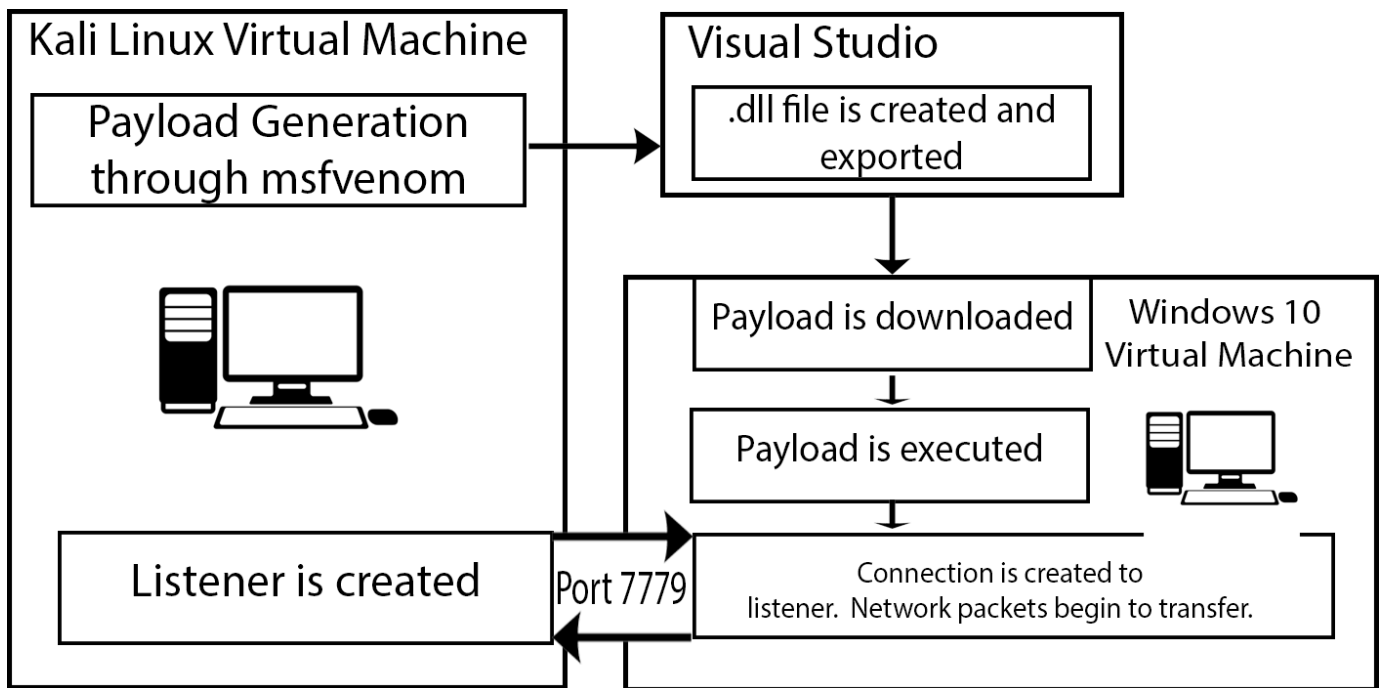 Kali Linux Virtual Machine
Payload Generation
through msfvenom
Visual Studio
.dll file is created and
exported
Payload is downloaded
Windows 10
Virtual Machine
Payload is executed
Listener is created
Port 7779
Connection is created to
listener. Network packets begin to transfer.